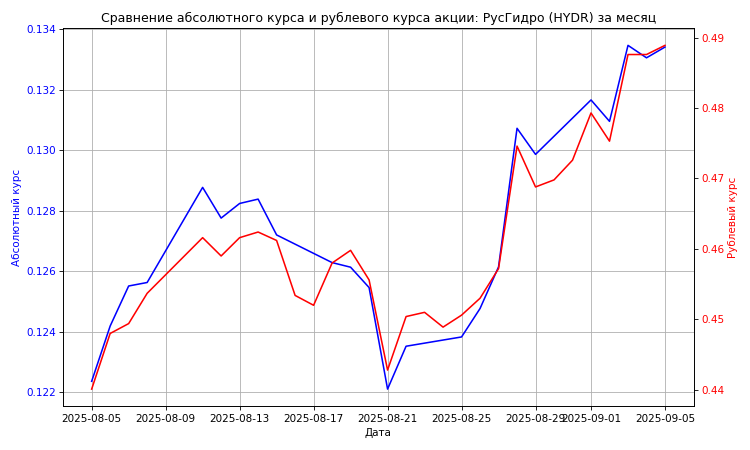 Сравнение абсолютного курса и рублевого курса акции: РусГидро (HYDR) за месяц
0.134
0.132
0.130
0.128
0.126
0.124
0.122
Абсолютный курс
0.49
0.48
0.47
0.46
0.45
0.44
Рублевый курс
2025-08-05 2025-08-09 2025-08-13 2025-08-17 2025-08-21 2025-08-25 2025-08-29 2025-09-01 2025-09-05
Дата